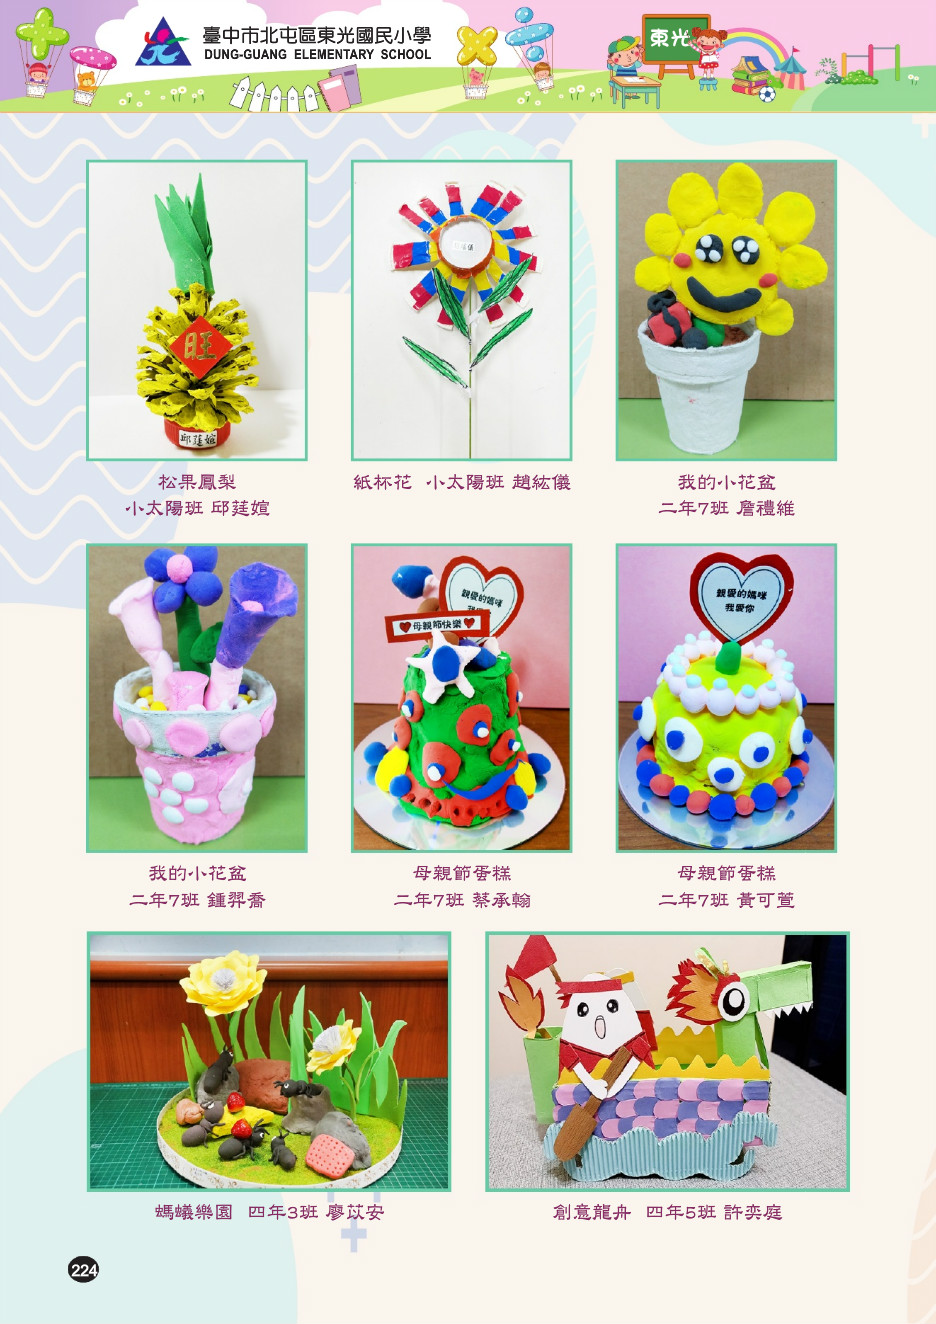 臺中市北屯區東光國民小學
DUNG-GUANG ELEMENTARY SCHOOL
東光
旺
邱莛媗
松果鳳梨
小太陽班 邱莛媗
紙杯花 小太陽班 趙紘儀
我的小花盆
二年7班 詹禮維
親愛的媽咪
母親節快樂
親愛的媽咪
我愛你
我的小花盆
二年7班 鍾羿喬
母親節蛋糕
二年7班 蔡承翰
母親節蛋糕
二年7班 黃可萱
螞蟻樂園 四年3班 廖苡安
創意龍舟 四年5班 許奕庭
224